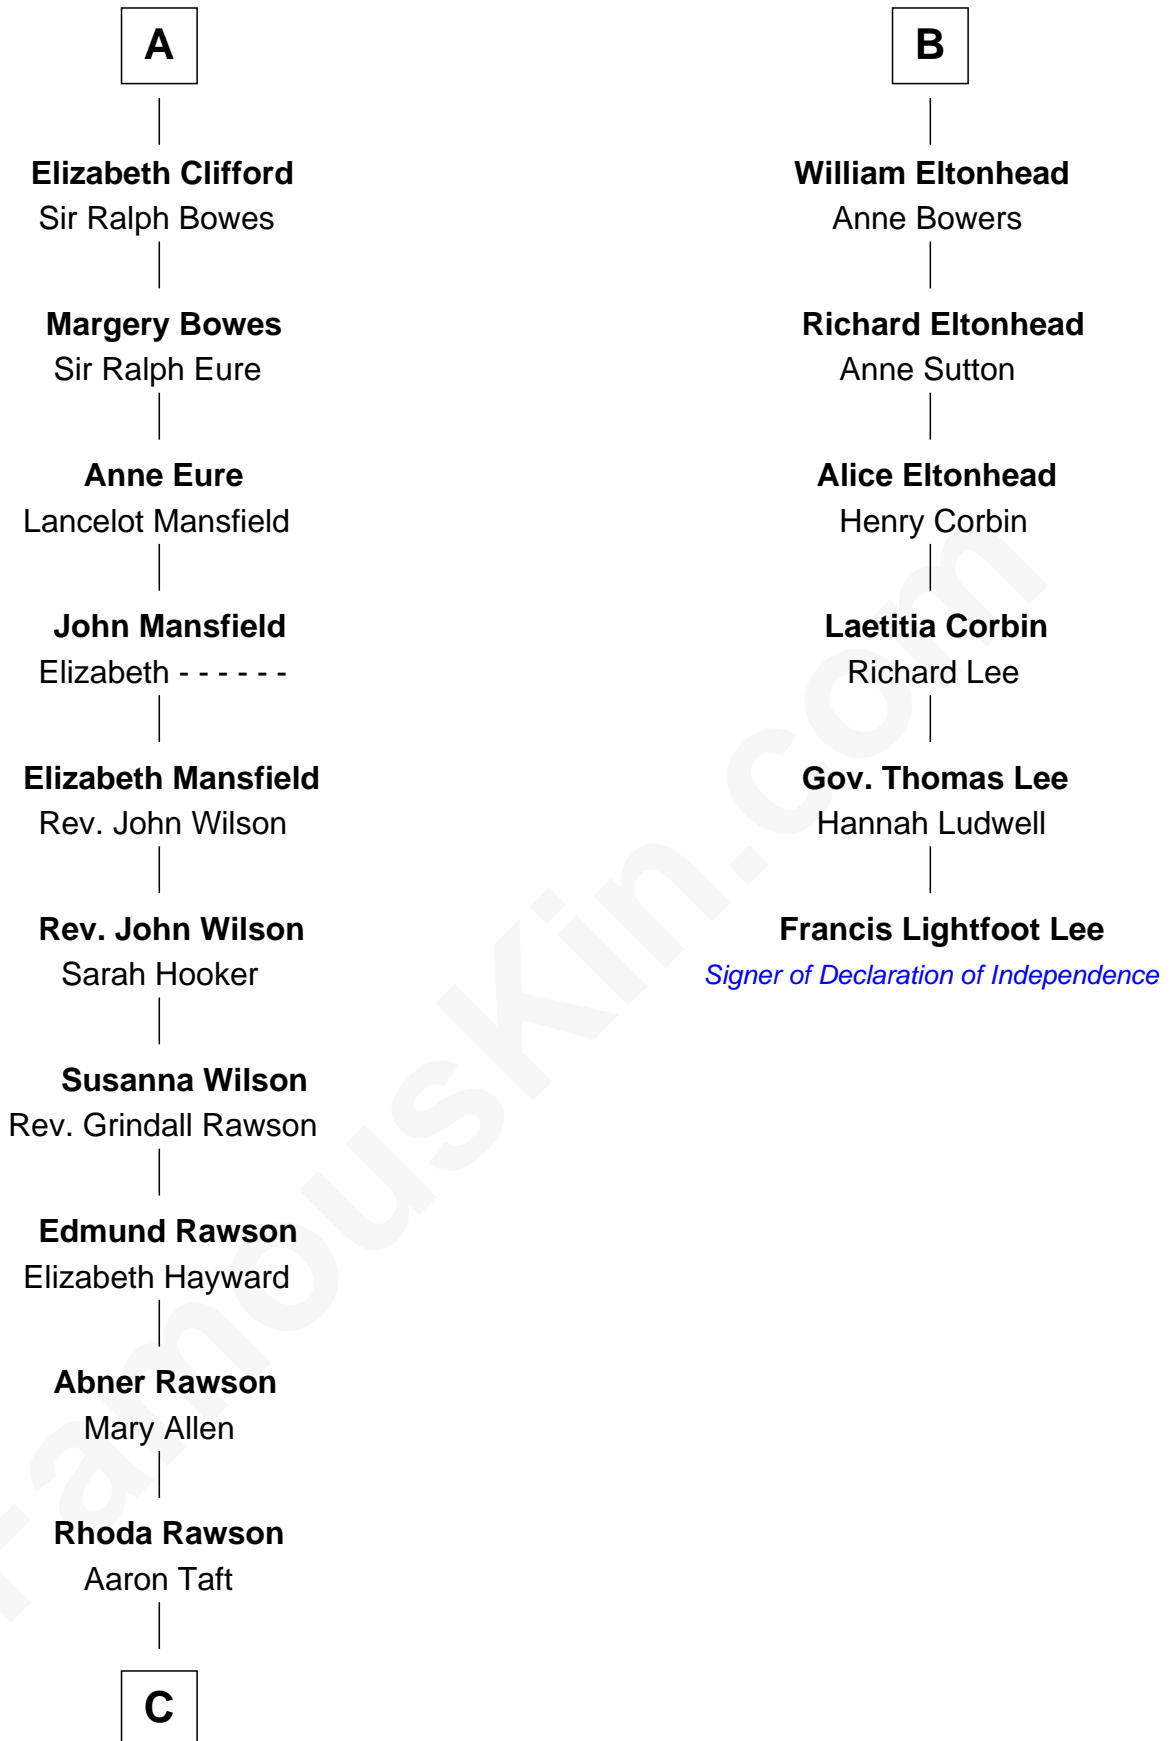 A
Elizabeth Clifford
Sir Ralph Bowes
Margery Bowes
Sir Ralph Eure
Anne Eure
Lancelot Mansfield
John Mansfield
Elizabeth - - - - - -
Elizabeth Mansfield
Rev. John Wilson
Rev. John Wilson
Sarah Hooker
Susanna Wilson
Rev. Grindall Rawson
Edmund Rawson
Elizabeth Hayward
Abner Rawson
Mary Allen
Rhoda Rawson
Aaron Taft
C
B
William Eltonhead
Anne Bowers
Richard Eltonhead
Anne Sutton
Alice Eltonhead
Henry Corbin
Laetitia Corbin
Richard Lee
Gov. Thomas Lee
Hannah Ludwell
Francis Lightfoot Lee
Signer of Declaration of Independence
FamousKin.com